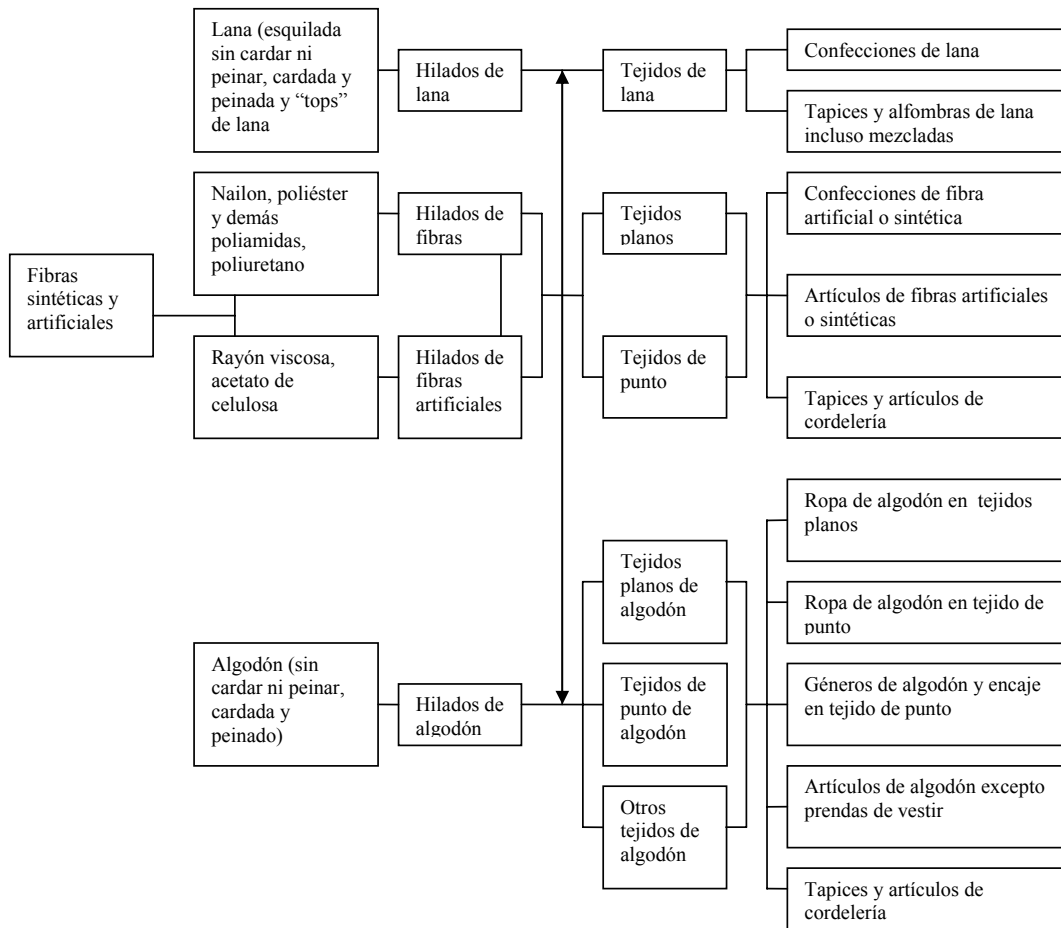 Lana (esquilada
sin cardar ni
peinar, cardada y
peinada y “tops”
de lana
Hilados de
lana
Tejidos de
lana
Confecciones de lana
Tapices y alfombras de lana
incluso mezcladas
Fibras
sintéticas y
artificiales
Nailon, poliéster
y demás
poliamidas,
poliuretano
Hilados de
fibras
Tejidos
planos
Confecciones de fibra
artificial o sintética
Artículos de fibras artificiales
o sintéticas
Rayón viscosa,
acetato de
celulosa
Hilados de
fibras
artificiales
Tejidos de
punto
Tapices y artículos de
cordelería
Algodón (sin
cardar ni peinar,
cardada y
peinado)
Hilados de
algodón
Tejidos
planos de
algodón
Tejidos de
punto de
algodón
Otros
tejidos de
algodón
Ropa de algodón en  tejidos
planos
Ropa de algodón en tejido de
punto
Géneros de algodón y encaje
en tejido de punto
Artículos de algodón excepto
prendas de vestir
Tapices y artículos de
cordelería